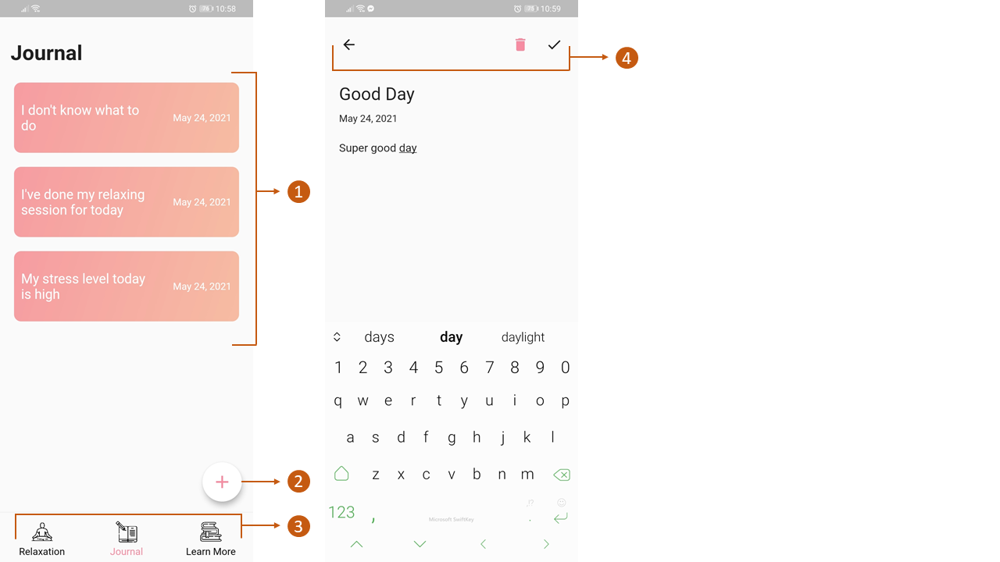 76 10:58
Journal
I don't know what to
do
May 24, 2021
I've done my relaxing
session for today
May 24, 2021
My stress level today
is high
May 24, 2021
1
2
3
Relaxation
Journal
Learn More
75 10:59
4
Good Day
May 24, 2021
Super good day
days day daylight
1 2 3 4 5 6 7 8 9 0
q w e r t y u i o p
a s d f g h j k l
z x c v b n m
,!?
123 , Microsoft SwiftKey .